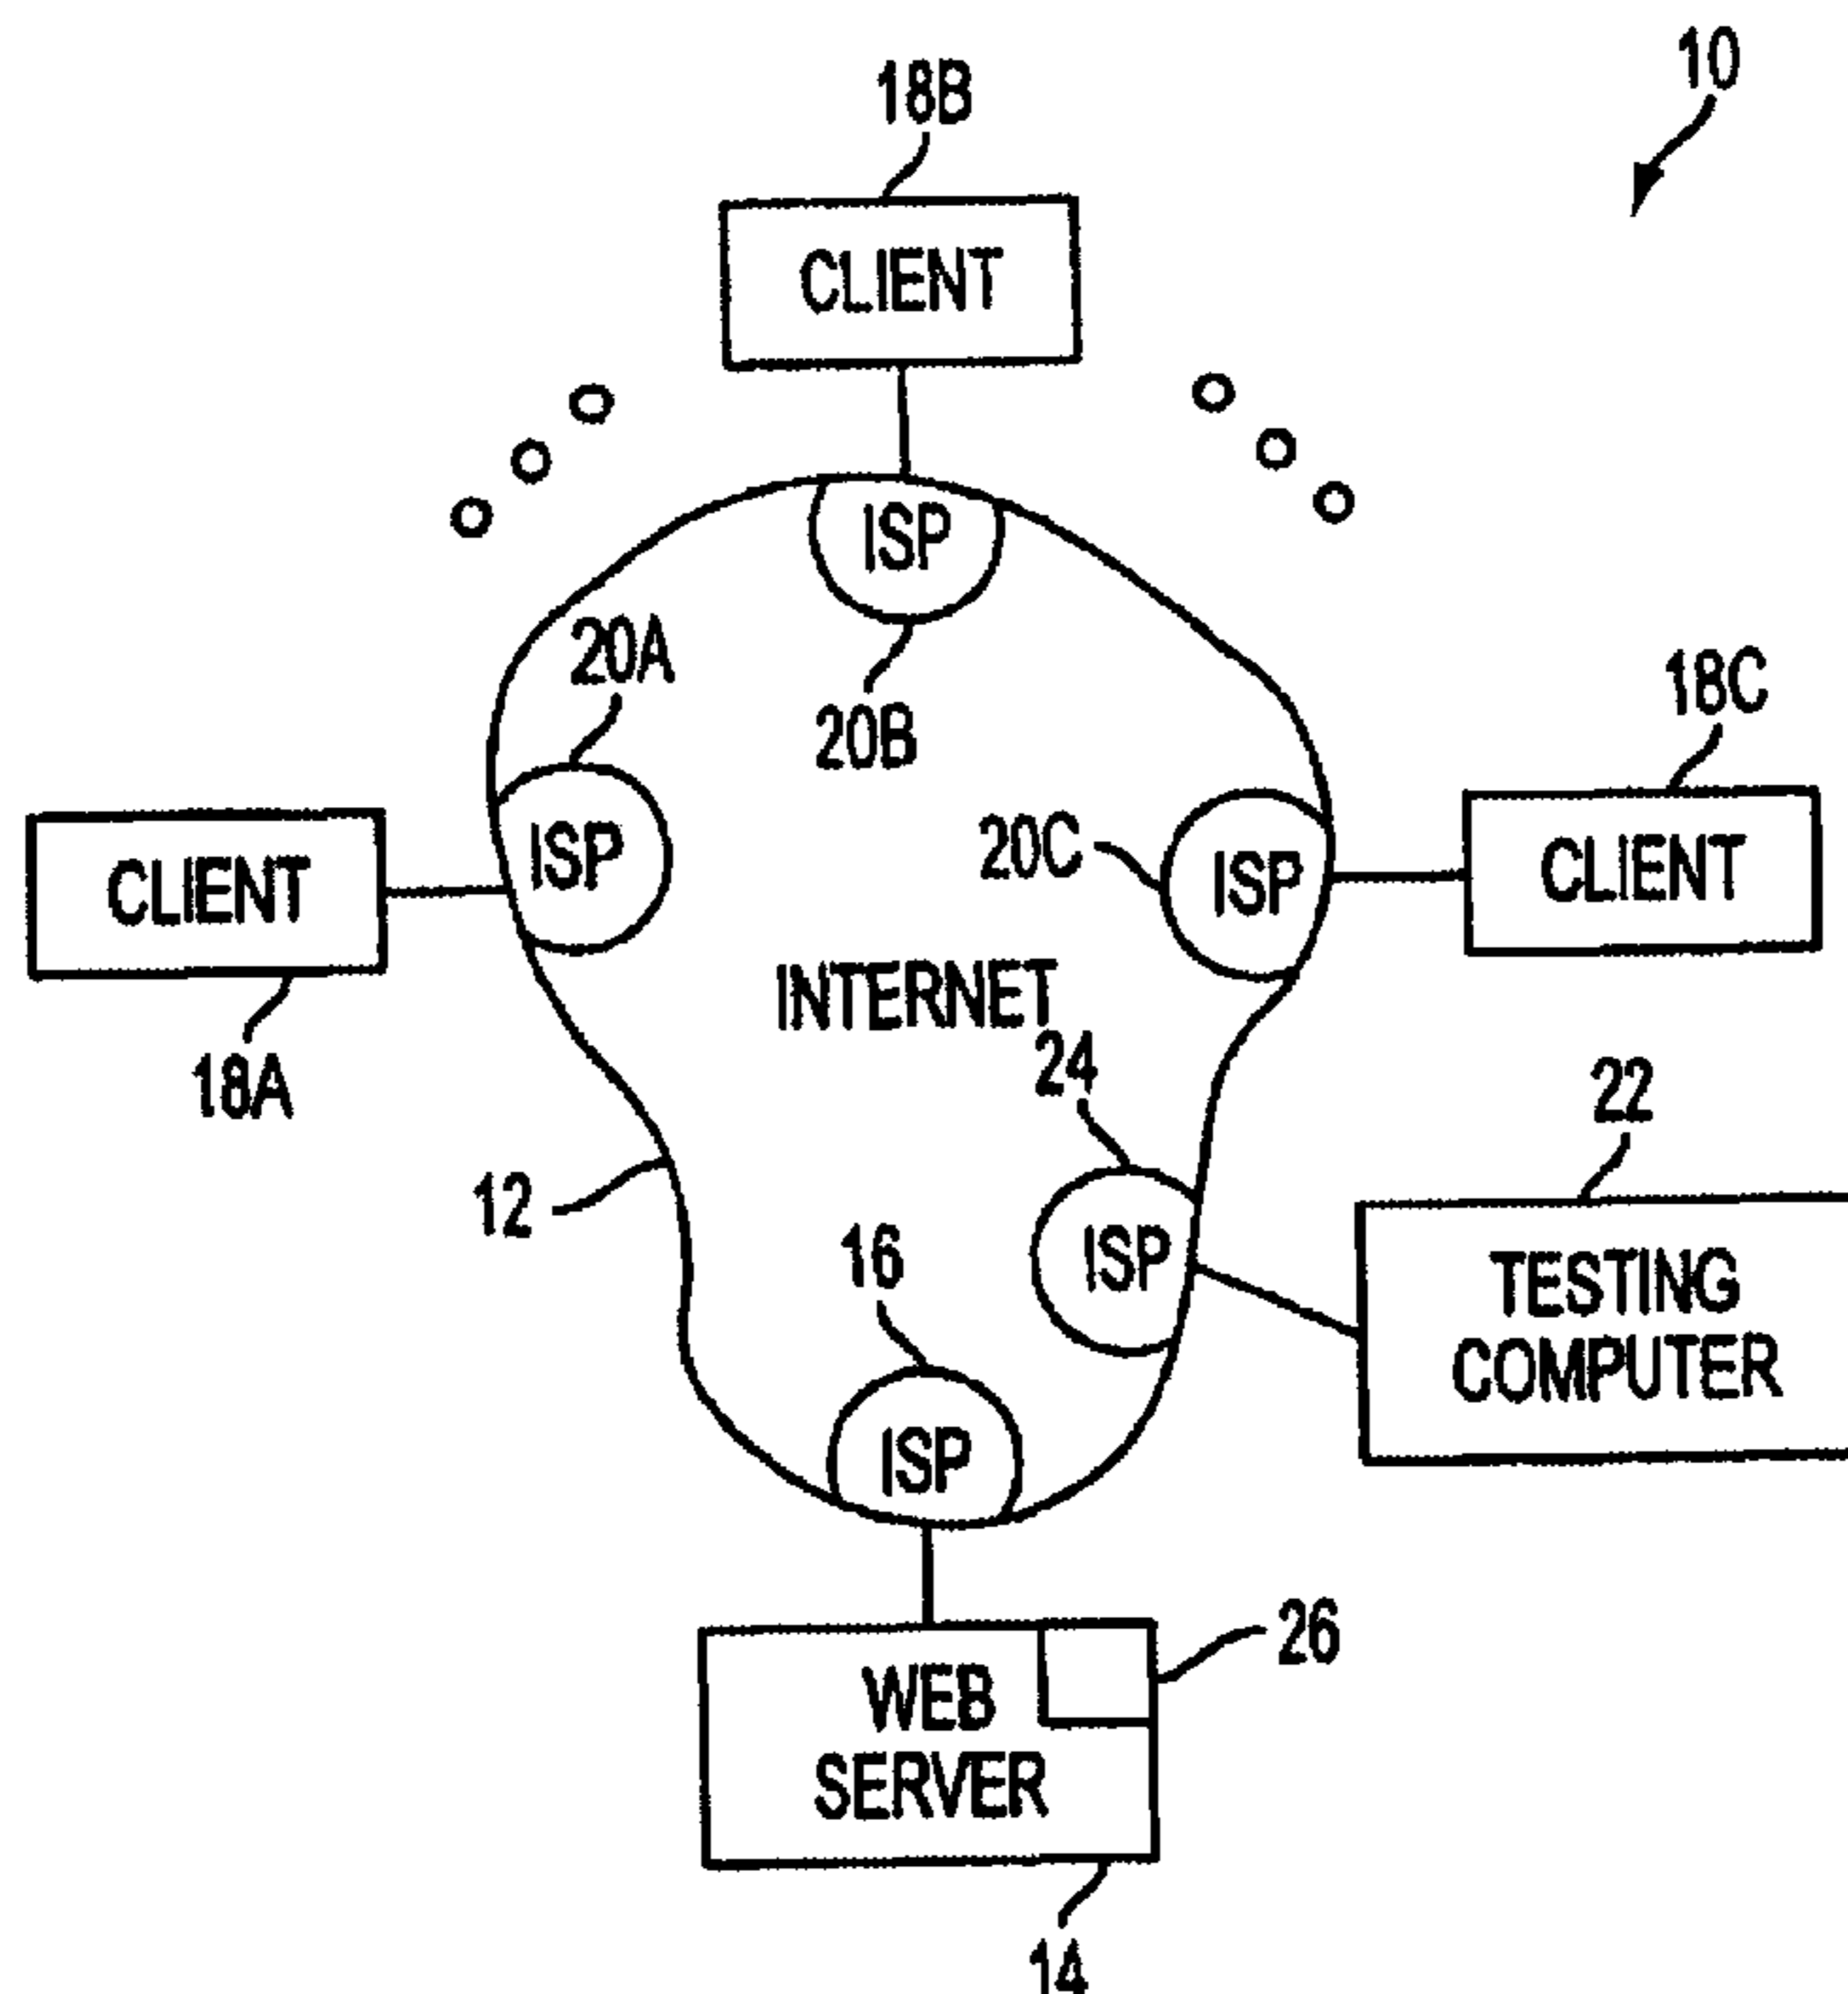 10
18B
CLIENT
ISP
20A
20B
18C
ISP
20C
ISP
CLIENT
CLIENT
INTERNET
18A
24
22
12
16
ISP
TESTING
COMPUTER
ISP
26
WEB
SERVER
14